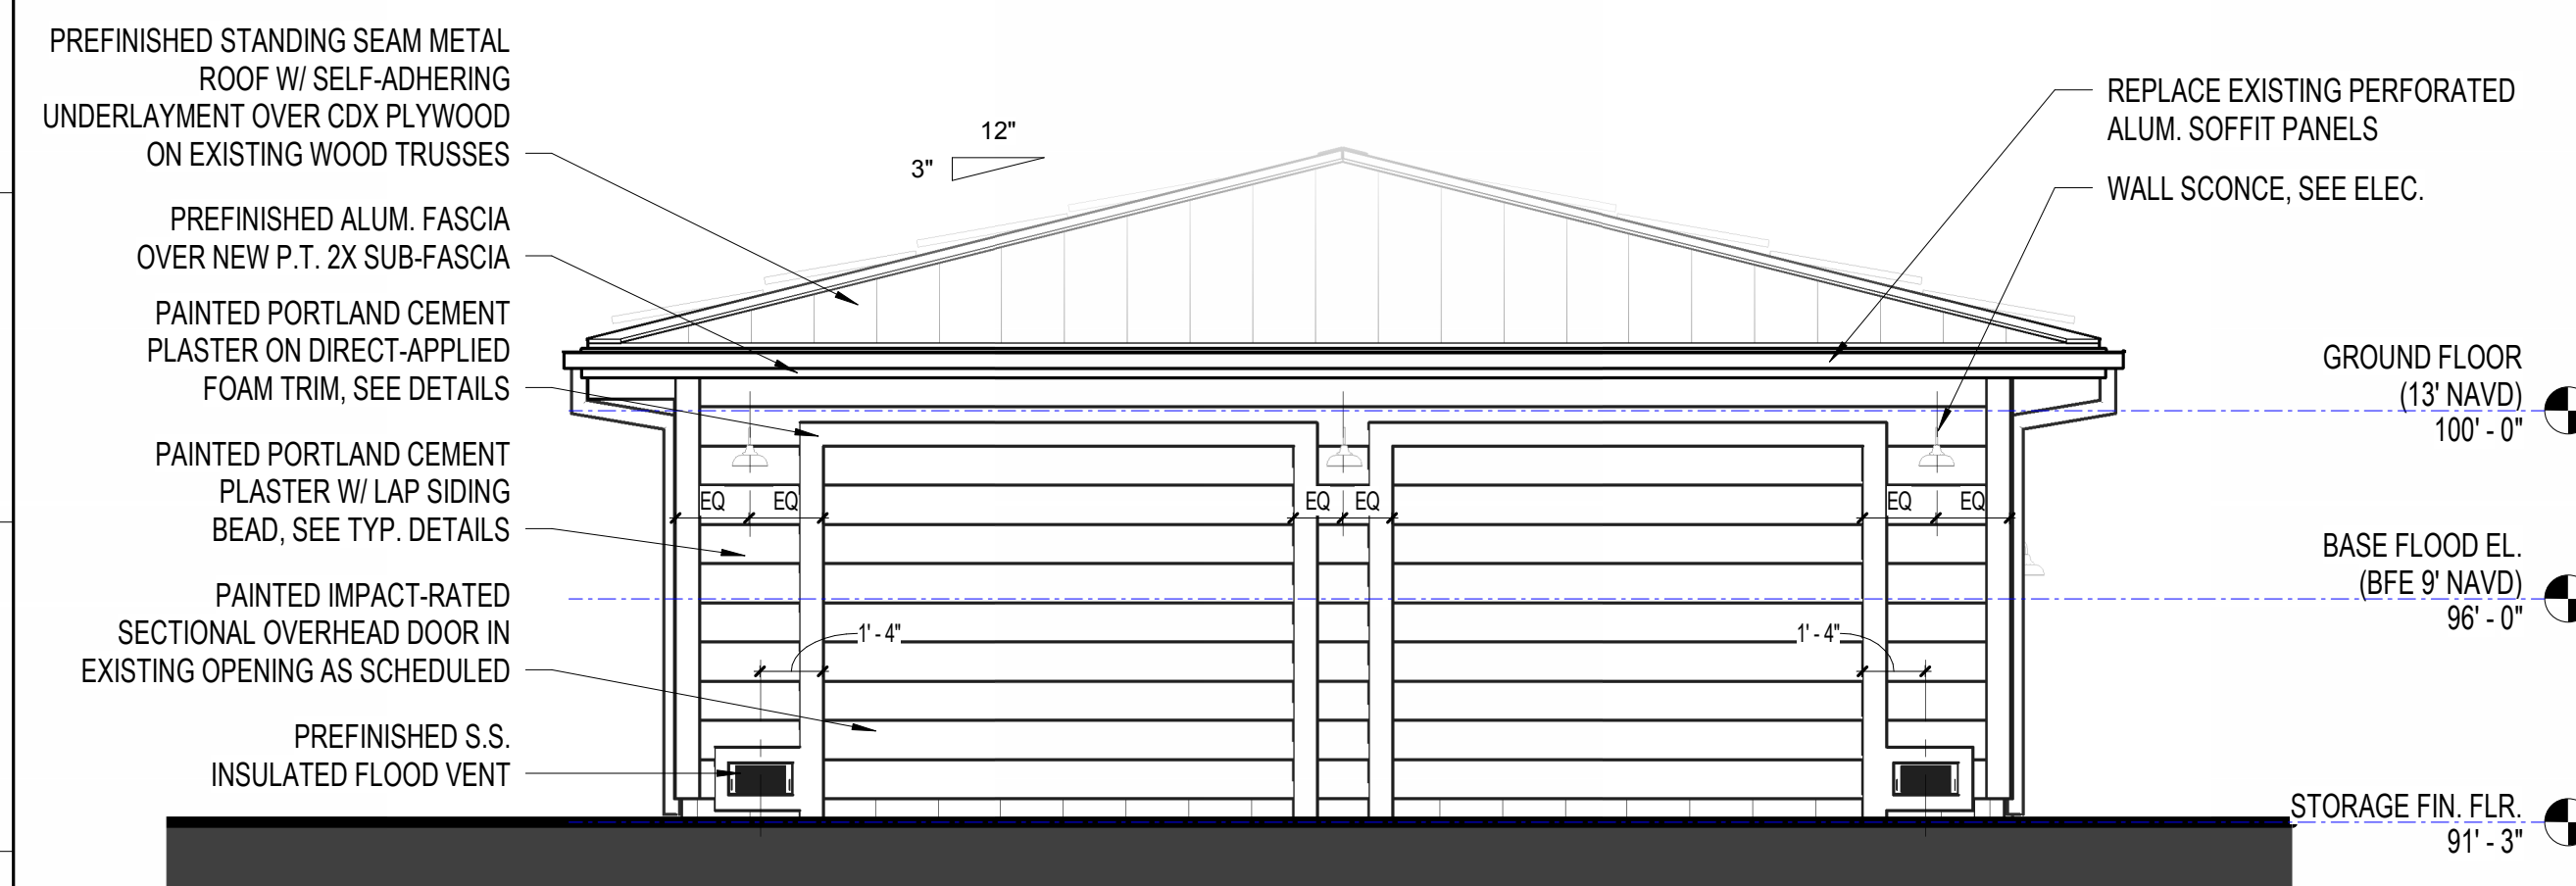 PREFINISHED STANDING SEAM METAL
ROOF W/ SELF-ADHERING
UNDERLAYMENT OVER CDX PLYWOOD
ON EXISTING WOOD TRUSSES
PREFINISHED ALUM. FASCIA
OVER NEW P.T. 2X SUB-FASCIA
PAINTED PORTLAND CEMENT
PLASTER ON DIRECT-APPLIED
FOAM TRIM, SEE DETAILS
PAINTED PORTLAND CEMENT
PLASTER W/ LAP SIDING
BEAD, SEE TYP. DETAILS
PAINTED IMPACT-RATED
SECTIONAL OVERHEAD DOOR IN
EXISTING OPENING AS SCHEDULED
PREFINISHED S.S.
INSULATED FLOOD VENT
12"
3"
EQ EQ EQ EQ EQ EQ
1' - 4" 1' - 4"
REPLACE EXISTING PERFORATED
ALUM. SOFFIT PANELS
WALL SCONCE, SEE ELEC.
GROUND FLOOR
(13' NAVD)
100' - 0"
BASE FLOOD EL.
(BFE 9' NAVD)
96' - 0"
STORAGE FIN. FLR.
91' - 3"